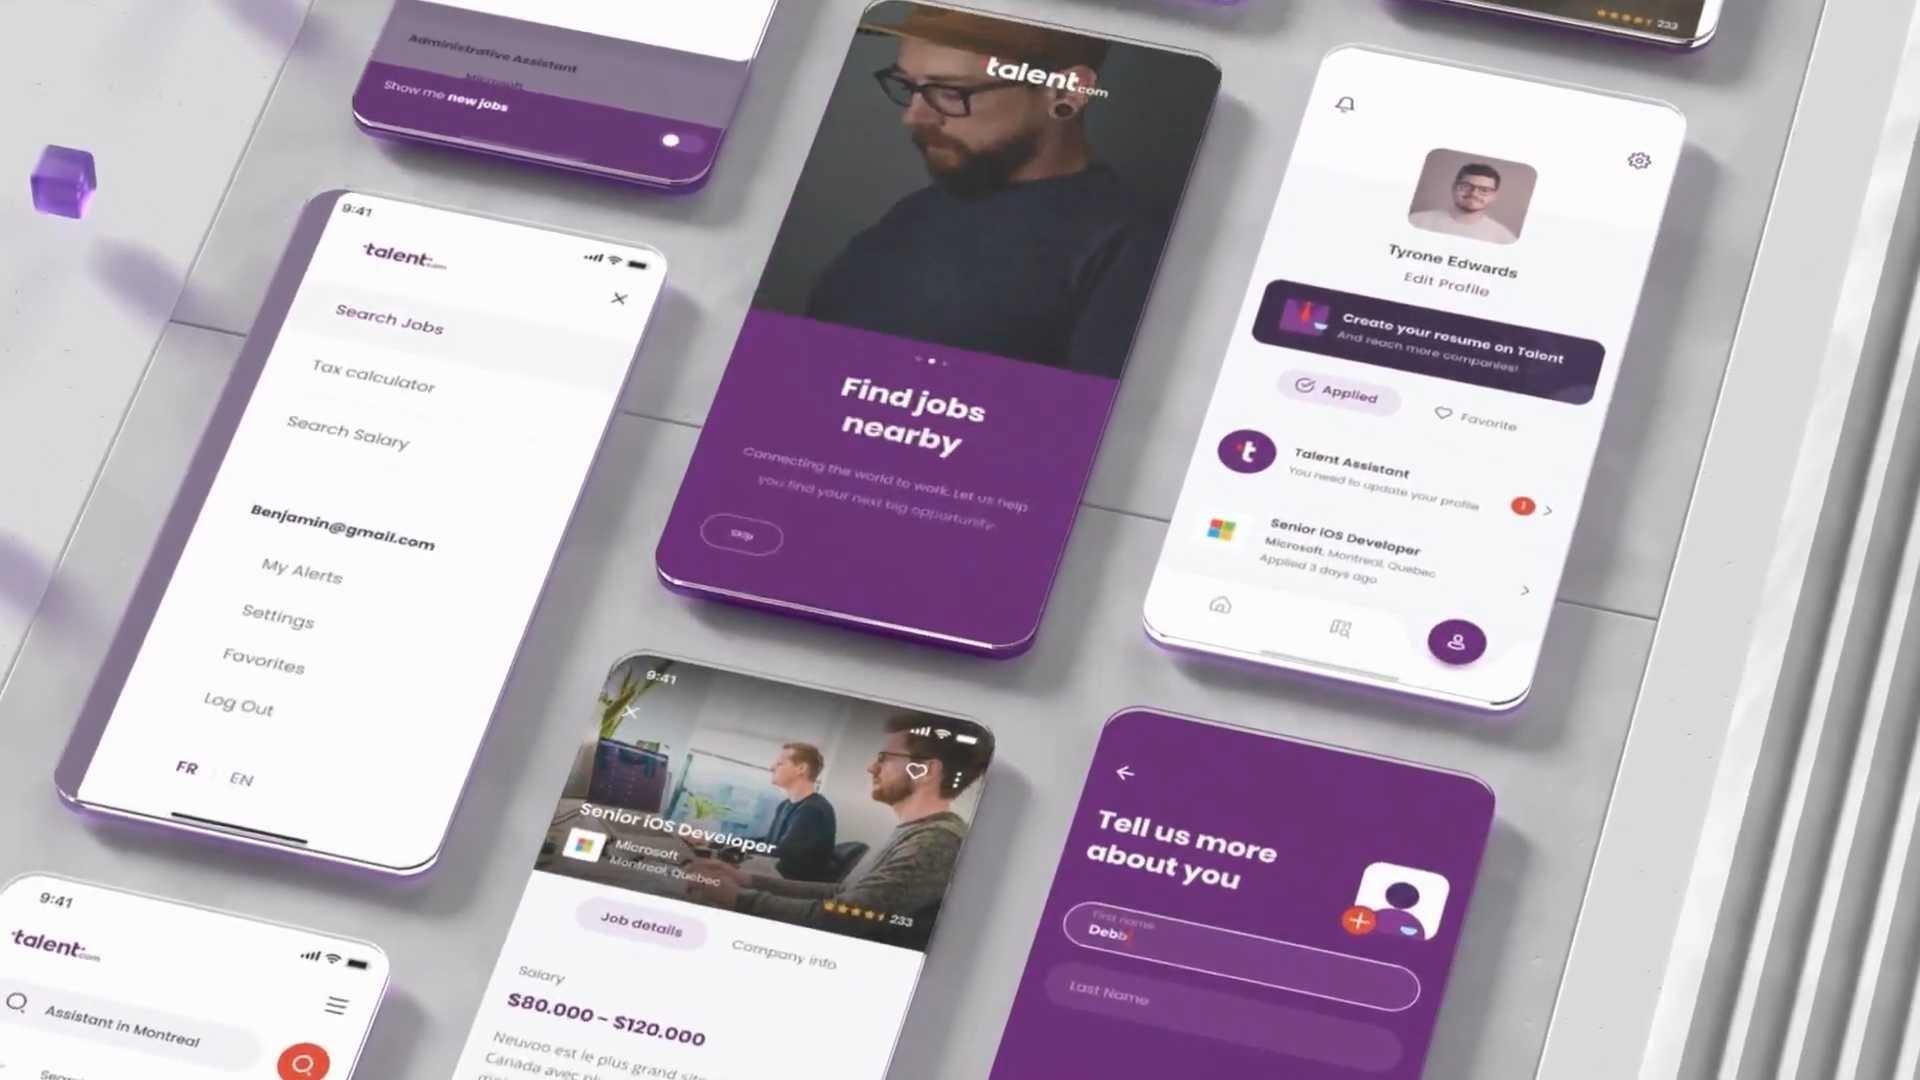 Administrative Assistant
Microsoft
Show me new jobs
233
9:41
talent.com
Search Jobs
Tax calculator
Search Salary
Benjamin@gmail.com
My Alerts
Settings
Favorites
Log Out
FR EN
talent.com
Find jobs
nearby
Connecting the world to work. Let us help
you find your next big opportunity.
Skip
Tyrone Edwards
Edit Profile
Create your resume on Talent
And reach more companies!
Applied
Favorite
t
Talent Assistant
You need to update your profile
1
Senior iOS Developer
Microsoft, Montreal, Quebec
Applied 3 days ago
9:41
talent.com
Assistant in Montreal
9:41
Senior iOS Developer
Microsoft
Montreal, Quebec
233
Job details
Company info
Salary
$80.000 - $120.000
Neuvoo est le plus grand
Canada avec
Tell us more
about you
First name
Debb
Last Name